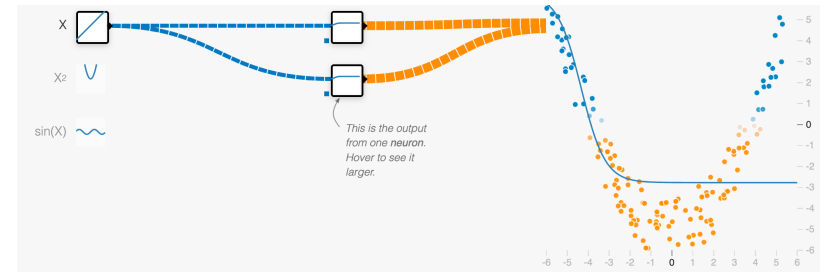 X
X2
sin(X)
This is the output
from one neuron.
Hover to see it
larger.
5
4
3
2
1
0
-1
-2
-3
-4
-5
-6
-6 -5 -4 -3 -2 -1 0 1 2 3 4 5 6